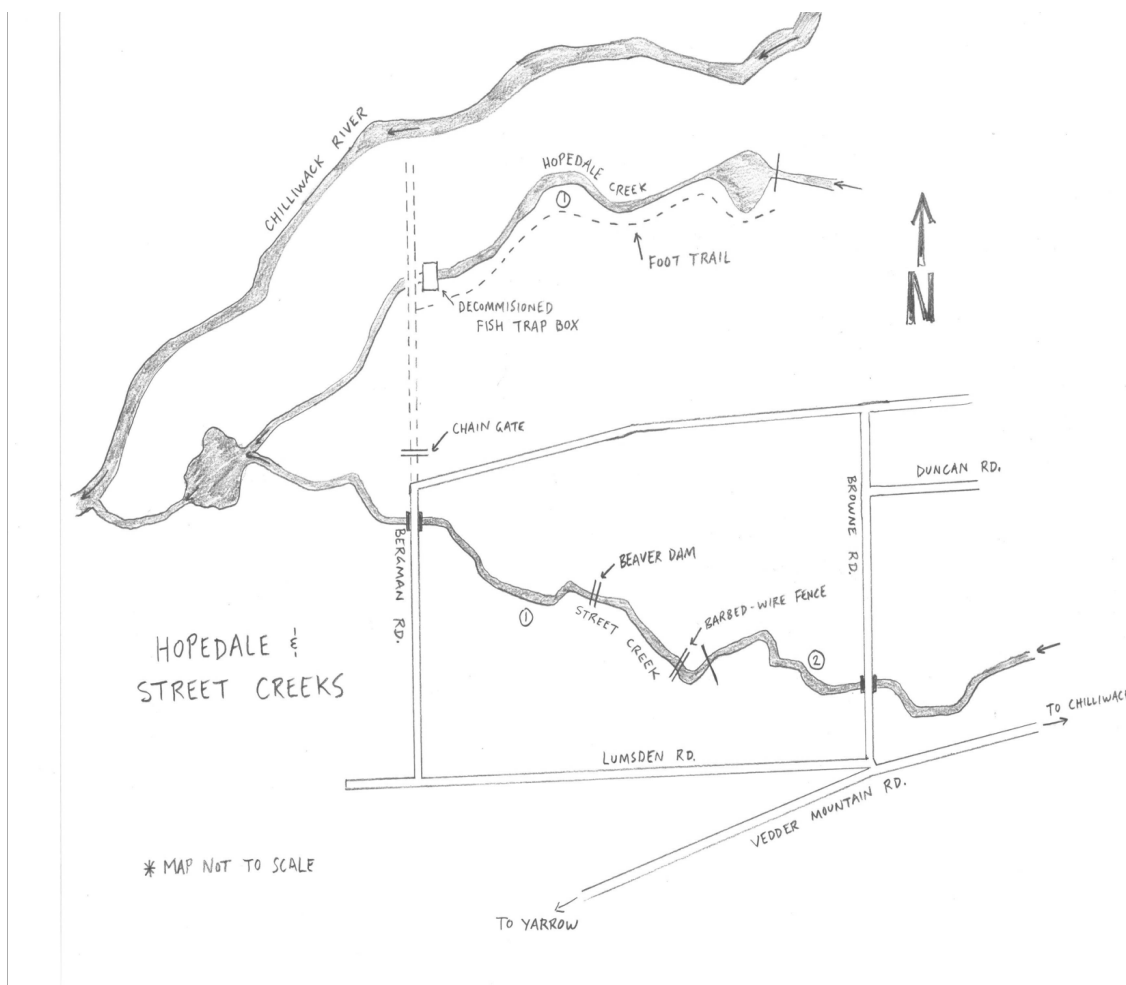 CHILLIWACK RIVER
HOPEDALE
CREEK
①
FOOT TRAIL
N
DECOMMISIONED
FISH TRAP BOX
CHAIN GATE
DUNCAN RD.
BROWNE RD.
BERGMAN RD.
BEAVER DAM
STREET CREEK
BARBED-WIRE FENCE
①
②
HOPEDALE &
STREET CREEKS
TO CHILLIWACK
LUMSDEN RD.
VEDDER MOUNTAIN RD.
* MAP NOT TO SCALE
TO YARROW